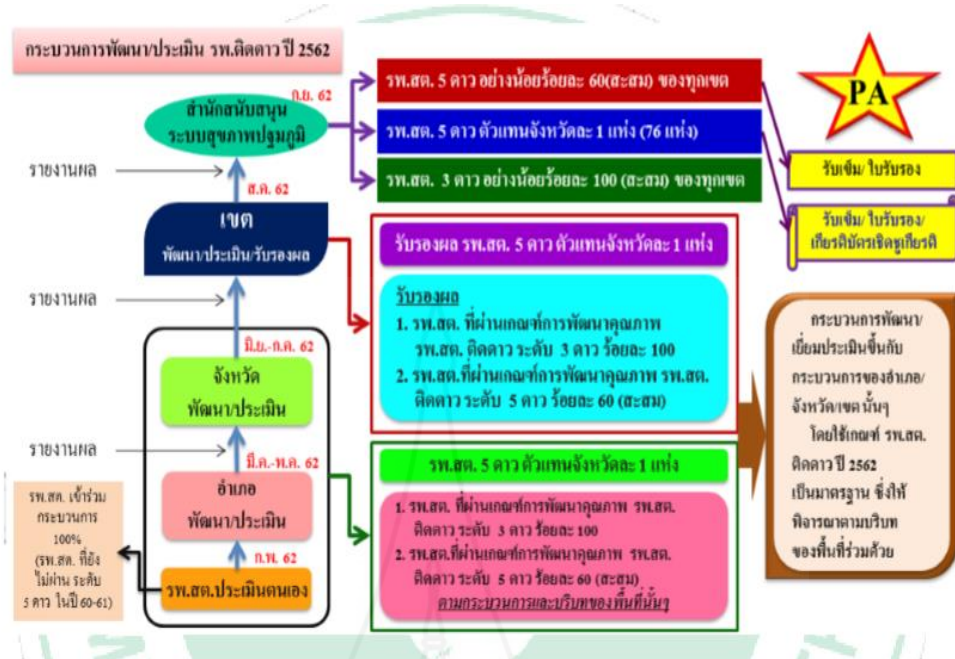 กระบวนการพัฒนา/ประเมิน รพ.ติดดาว ปี 2562
ก.ย. 62
สำนักสนับสนุน
ระบบสุขภาพปฐมภูมิ
รายงานผล
ส.ค. 62
เขต
พัฒนา/ประเมิน/รับรองผล
รายงานผล
มิ.ย.-ก.ค. 62
จังหวัด
พัฒนา/ประเมิน
รายงานผล
มี.ค.-พ.ค. 62
อำเภอ
พัฒนา/ประเมิน
ก.พ. 62
รพ.สต.ประเมินตนเอง
รพ.สต. เข้าร่วม
กระบวนการ
100%
(รพ.สต. ที่ยัง
ไม่ผ่าน ระดับ
5 ดาว ในปี 60-61)
รพ.สต. 5 ดาว อย่างน้อยร้อยละ 60(สะสม) ของทุกเขต
รพ.สต. 5 ดาว ตัวแทนจังหวัดละ 1 แห่ง (76 แห่ง)
รพ.สต. 3 ดาว อย่างน้อยร้อยละ 100 (สะสม) ของทุกเขต
PA
รับเข็ม/ ใบรับรอง
รับเข็ม/ ใบรับรอง/
เกียรติบัตรเชิดชูเกียรติ
รับรองผล รพ.สต. 5 ดาว ตัวแทนจังหวัดละ 1 แห่ง
รับรองผล
1. รพ.สต. ที่ผ่านเกณฑ์การพัฒนาคุณภาพ
รพ.สต. ติดดาว ระดับ 3 ดาว ร้อยละ 100
2. รพ.สต.ที่ผ่านเกณฑ์การพัฒนาคุณภาพ รพ.สต.
ติดดาว ระดับ 5 ดาว ร้อยละ 60 (สะสม)
รพ.สต. 5 ดาว ตัวแทนจังหวัดละ 1 แห่ง
1. รพ.สต. ที่ผ่านเกณฑ์การพัฒนาคุณภาพ รพ.สต.
ติดดาว ระดับ 3 ดาว ร้อยละ 100
2. รพ.สต.ที่ผ่านเกณฑ์การพัฒนาคุณภาพ รพ.สต.
ติดดาว ระดับ 5 ดาว ร้อยละ 60 (สะสม)
ตามกระบวนการและบริบทของพื้นที่นั้นๆ
กระบวนการพัฒนา/
เยี่ยมประเมินขึ้นกับ
กระบวนการของอำเภอ/
จังหวัด/เขต นั้นๆ
โดยใช้เกณฑ์ รพ.สต.
ติดดาว ปี 2562
เป็นมาตรฐาน ซึ่งให้
พิจารณาตามบริบท
ของพื้นที่ร่วมด้วย